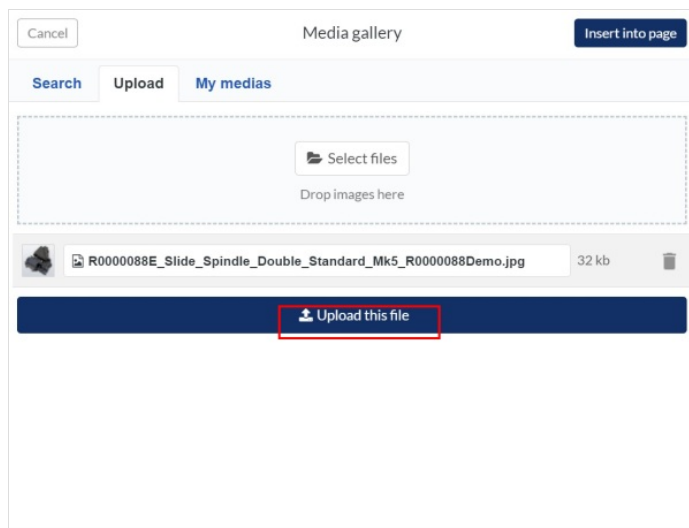 Cancel
Media gallery
Insert into page
Search
Upload
My medias
Select files
Drop images here
R0000088E_Slide_Spindle_Double_Standard_Mk5_R0000088Demo.jpg
32 kb
Upload this file